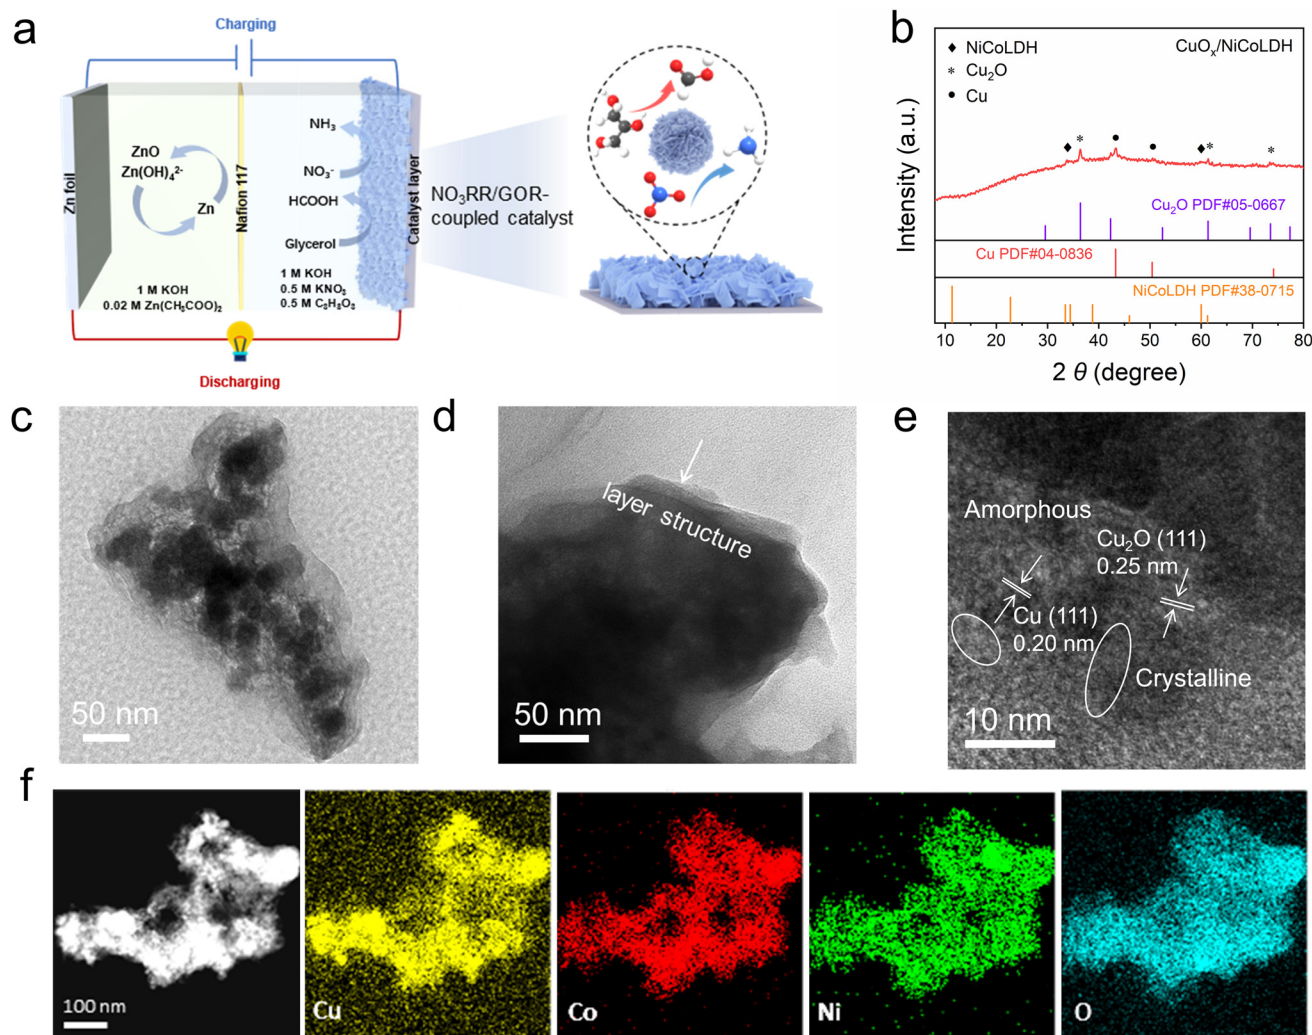 a
Charging
Zn foil
ZnO
Zn(OH)₄²⁻
Zn
Nafion 117
NH₃
NO₃⁻
HCOOH
Glycerol
1 M KOH
0.02 M Zn(CH₃COO)₂
1 M KOH
0.5 M KNO₃
0.5 M C₃H₈O₃
Catalyst layer
Discharging
NO₃RR/GOR-
coupled catalyst
b
NiCoLDH
Cu₂O
Cu
CuOₓ/NiCoLDH
Intensity (a.u.)
Cu₂O PDF#05-0667
Cu PDF#04-0836
NiCoLDH PDF#38-0715
10 20 30 40 50 60 70 80
2 θ (degree)
c
50 nm
d
layer structure
50 nm
e
Amorphous
Cu₂O (111)
0.25 nm
Cu (111)
0.20 nm
Crystalline
10 nm
f
100 nm
Cu
Co
Ni
O